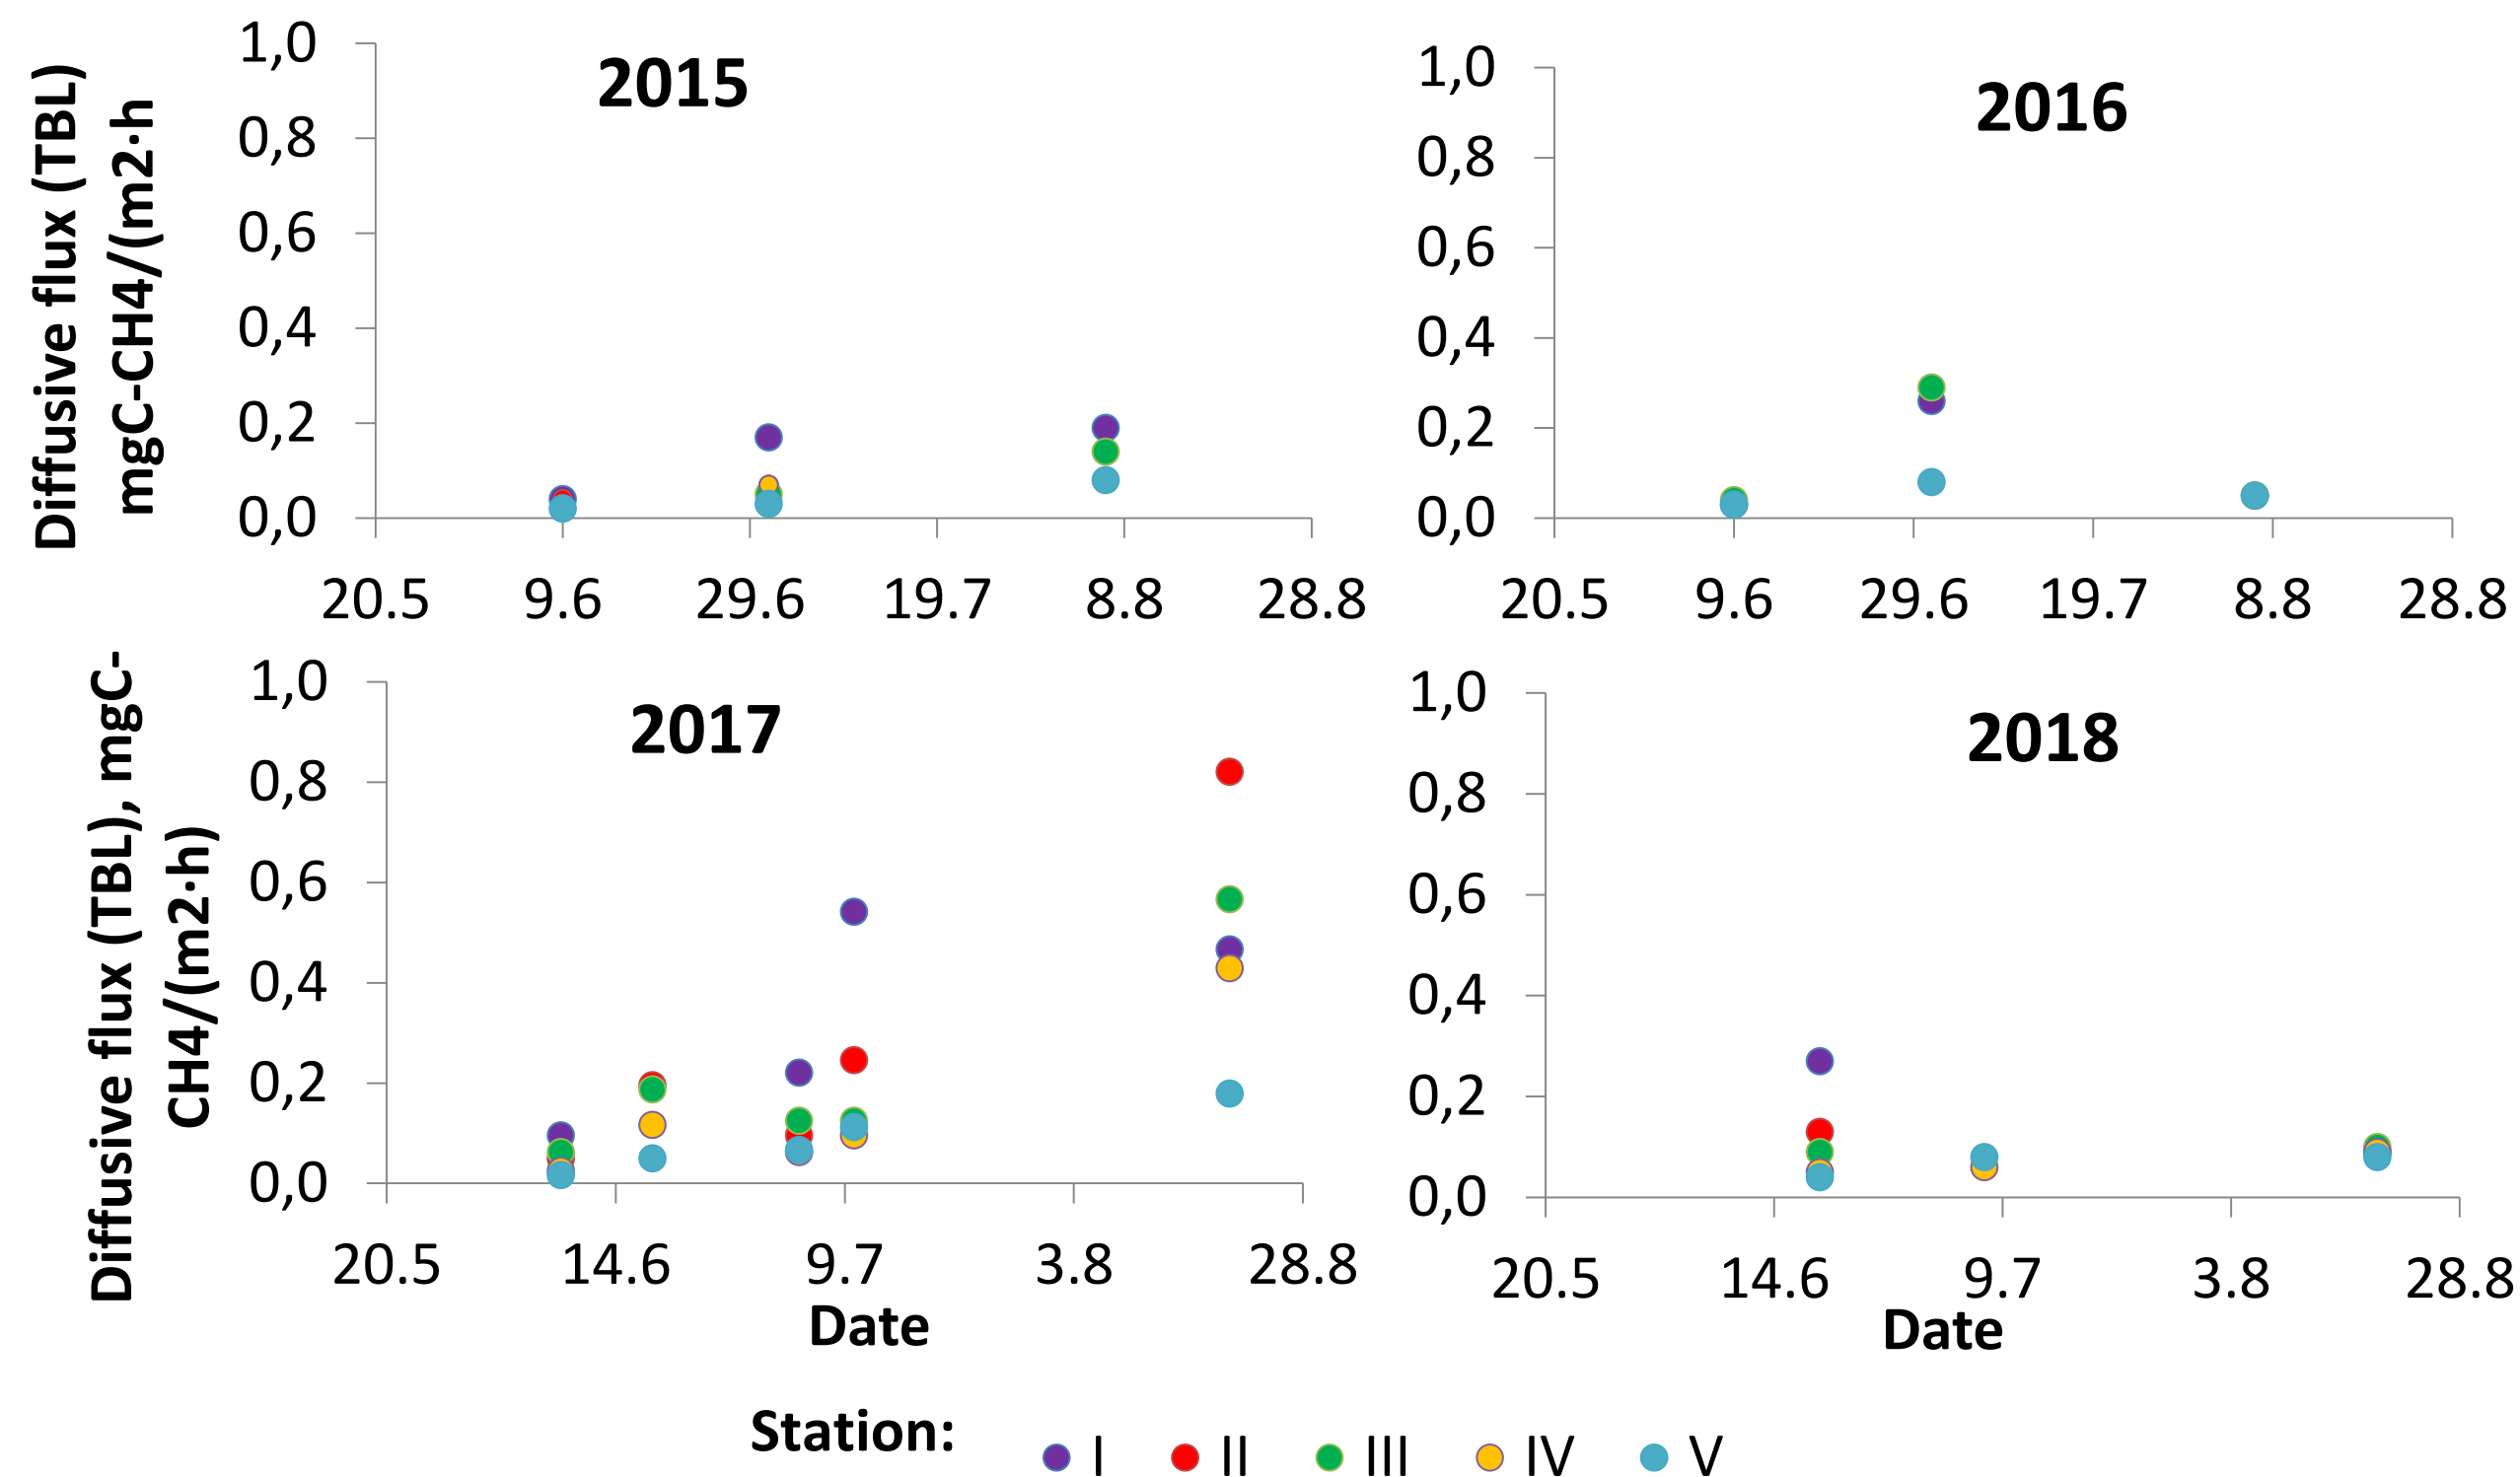 2015
Diffusive flux (TBL)
mgC-CH4/(m2·h
1,0
0,8
0,6
0,4
0,2
0,0
20.5 9.6 29.6 19.7 8.8 28.8
2016
1,0
0,8
0,6
0,4
0,2
0,0
20.5 9.6 29.6 19.7 8.8 28.8
2017
Diffusive flux (TBL), mgC-
CH4/(m2·h)
1,0
0,8
0,6
0,4
0,2
0,0
20.5 14.6 9.7 3.8 28.8
Date
2018
1,0
0,8
0,6
0,4
0,2
0,0
20.5 14.6 9.7 3.8 28.8
Date
Station: I II III IV V